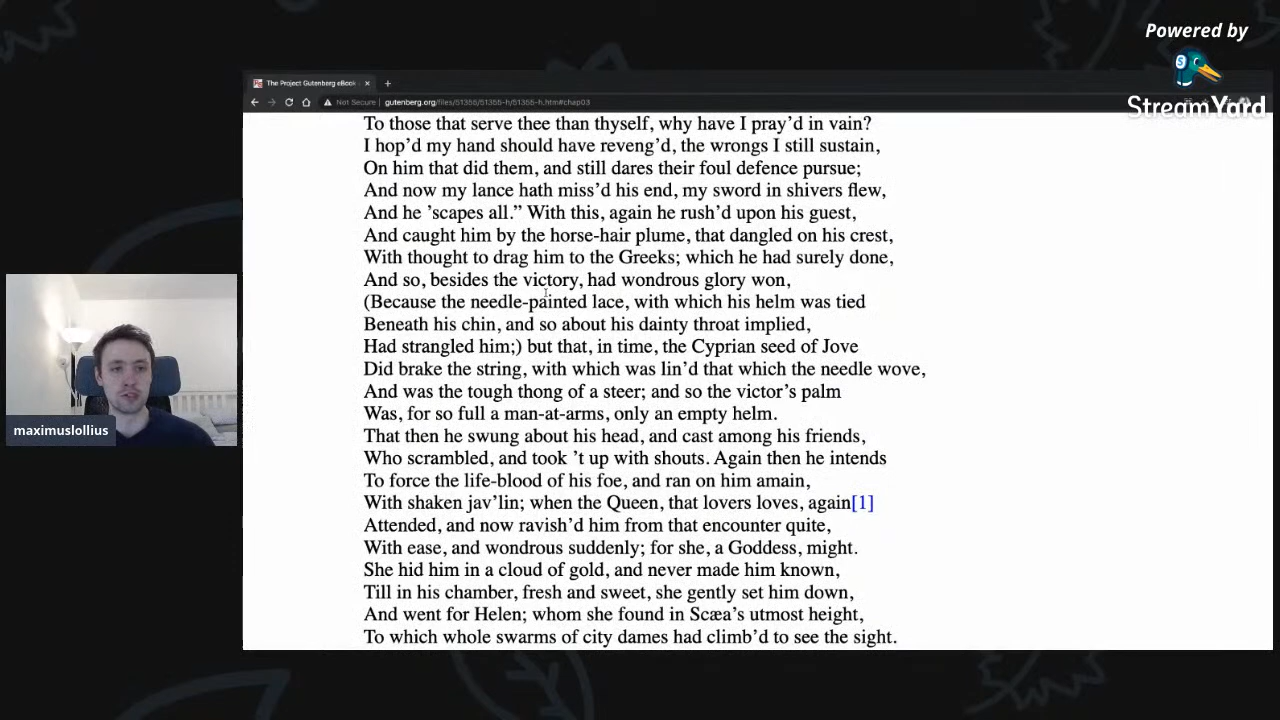 Powered by
StreamYard
The Project Gutenberg eBook
Not Secure | gutenberg.org/files/51355-h/51355-h.htm#chap03
To those that serve thee than thyself, why have I pray’d in vain?
I hop’d my hand should have reveng’d, the wrongs I still sustain,
On him that did them, and still dares their foul defence pursue;
And now my lance hath miss’d his end, my sword in shivers flew,
And he ’scapes all.” With this, again he rush’d upon his guest,
And caught him by the horse-hair plume, that dangled on his crest,
With thought to drag him to the Greeks; which he had surely done,
And so, besides the victory, had wondrous glory won,
(Because the needle-painted lace, with which his helm was tied
Beneath his chin, and so about his dainty throat implied,
Had strangled him;) but that, in time, the Cyprian seed of Jove
Did brake the string, with which was lin’d that which the needle wove,
And was the tough thong of a steer; and so the victor’s palm
Was, for so full a man-at-arms, only an empty helm.
That then he swung about his head, and cast among his friends,
Who scrambled, and took ’t up with shouts. Again then he intends
To force the life-blood of his foe, and ran on him amain,
With shaken jav’lin; when the Queen, that lovers loves, again[1]
Attended, and now ravish’d him from that encounter quite,
With ease, and wondrous suddenly; for she, a Goddess, might.
She hid him in a cloud of gold, and never made him known,
Till in his chamber, fresh and sweet, she gently set him down,
And went for Helen; whom she found in Scæa’s utmost height,
To which whole swarms of city dames had climb’d to see the sight.
maximuslollius